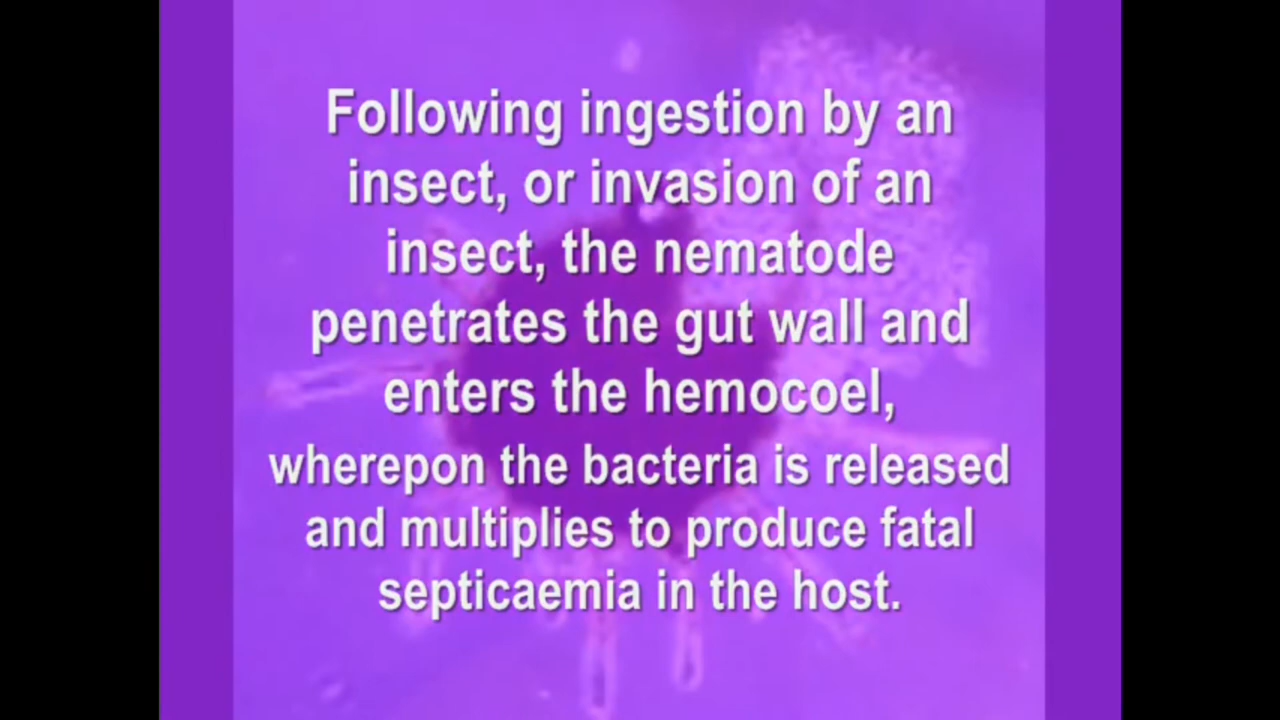 Following ingestion by an
insect, or invasion of an
insect, the nematode
penetrates the gut wall and
enters the hemocoel,
wherepon the bacteria is released
and multiplies to produce fatal
septicaemia in the host.